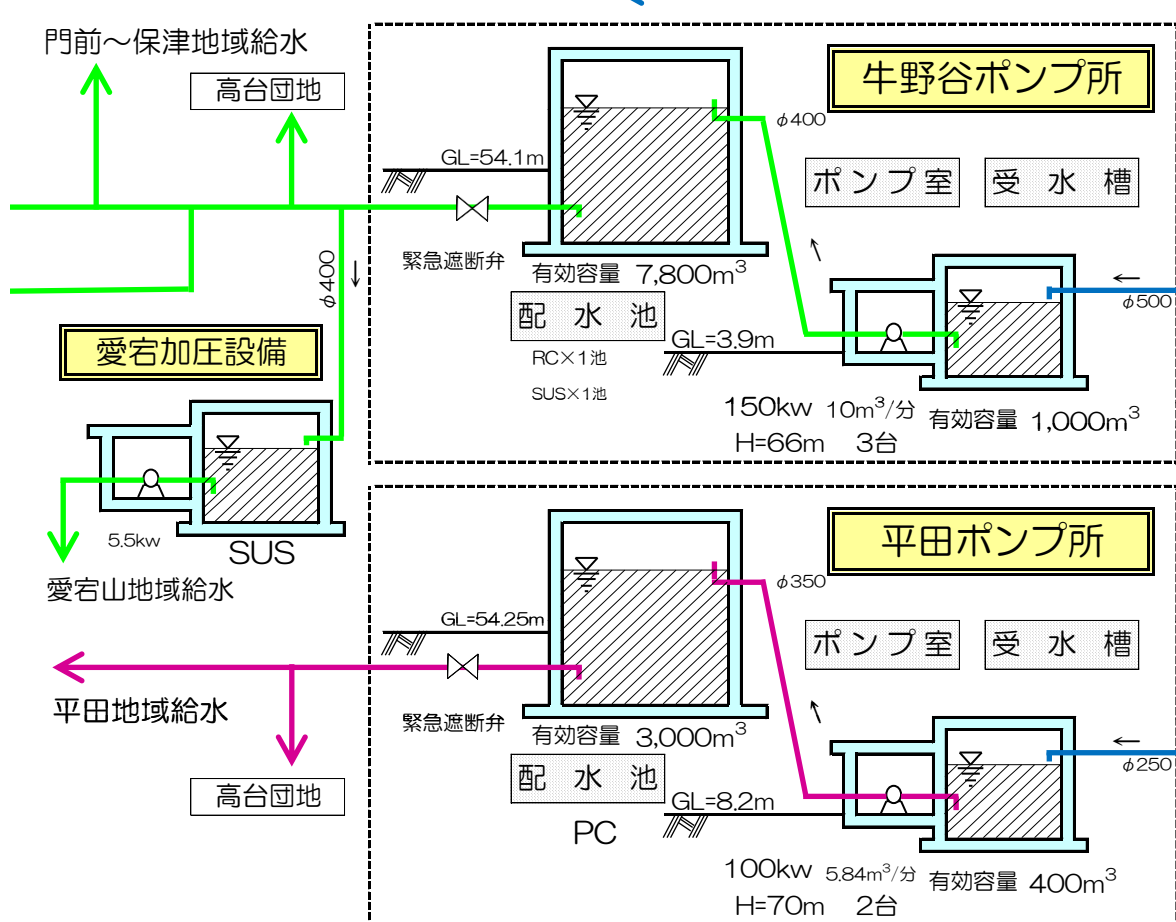 門前～保津地域給水
高台団地
牛野谷ポンプ所
φ400
GL=54.1m
ポンプ室
受水槽
緊急遮断弁
φ400
↓
有効容量 7,800m³
配水池
RC×1池
SUS×1池
←
φ500
GL=3.9m
150kw 10m³/分
H=66m 3台
有効容量 1,000m³
愛宕加圧設備
5.5kw
SUS
愛宕山地域給水
平田ポンプ所
φ350
GL=54.25m
ポンプ室
受水槽
平田地域給水
緊急遮断弁
有効容量 3,000m³
配水池
PC
高台団地
←
φ250
GL=8.2m
100kw 5.84m³/分
H=70m 2台
有効容量 400m³